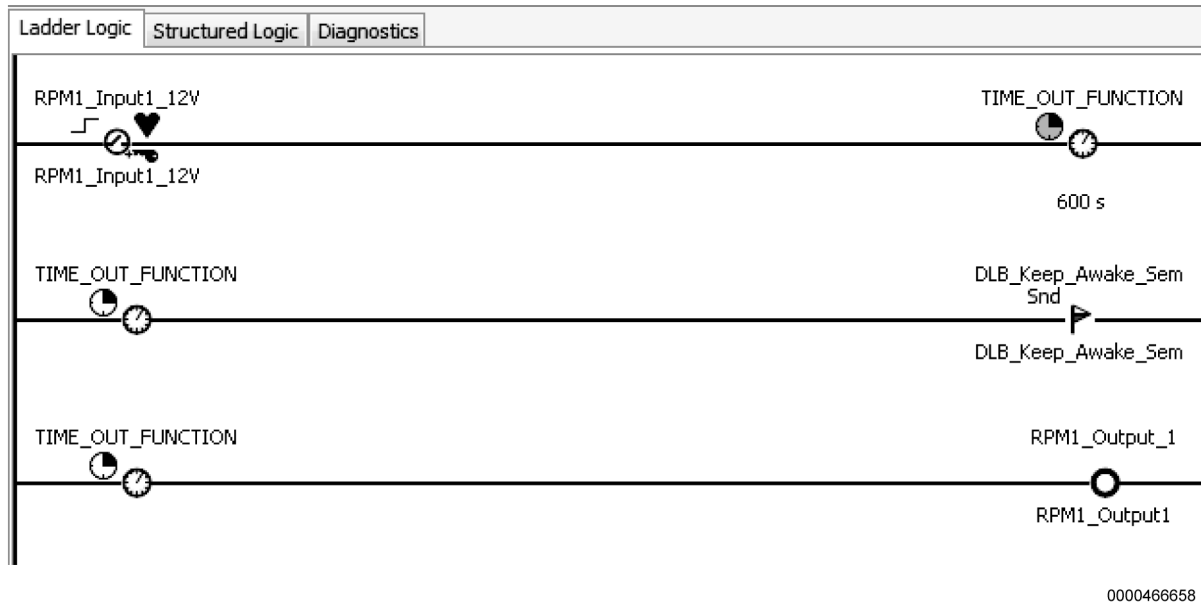 Ladder Logic Structured Logic Diagnostics
RPM1_Input1_12V TIME_OUT_FUNCTION
RPM1_Input1_12V
600 s
TIME_OUT_FUNCTION DLB_Keep_Awake_Sem
Snd
DLB_Keep_Awake_Sem
TIME_OUT_FUNCTION RPM1_Output_1
RPM1_Output1
0000466658